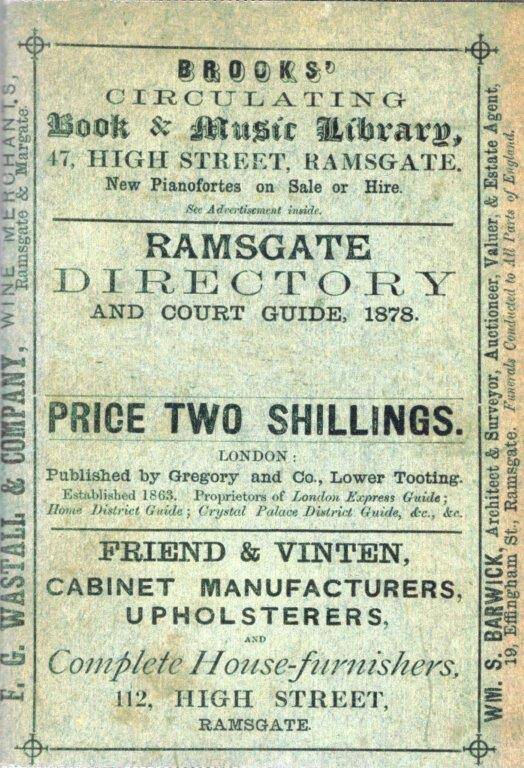 BROOKS'
CIRCULATING
Book & Music Library,
47, HIGH STREET, RAMSGATE.
New Pianofortes on Sale or Hire.
See Advertisement inside.
RAMSGATE
DIRECTORY
AND COURT GUIDE, 1878.
PRICE TWO SHILLINGS.
LONDON:
Published by Gregory and Co., Lower Tooting.
Established 1863. Proprietors of London Express Guide;
Home District Guide; Crystal Palace District Guide, &c., &c.
FRIEND & VINTEN,
CABINET MANUFACTURERS,
UPHOLSTERERS,
AND
Complete House-furnishers,
112, HIGH STREET,
RAMSGATE.
F. G. WASTALL & COMPANY, WINE MERCHANTS,
Ramsgate & Margate.
WM. S. BARWICK, Architect & Surveyor, Auctioneer, Valuer, & Estate Agent,
19, Effingham St., Ramsgate. Funerals Conducted to All Parts of England.